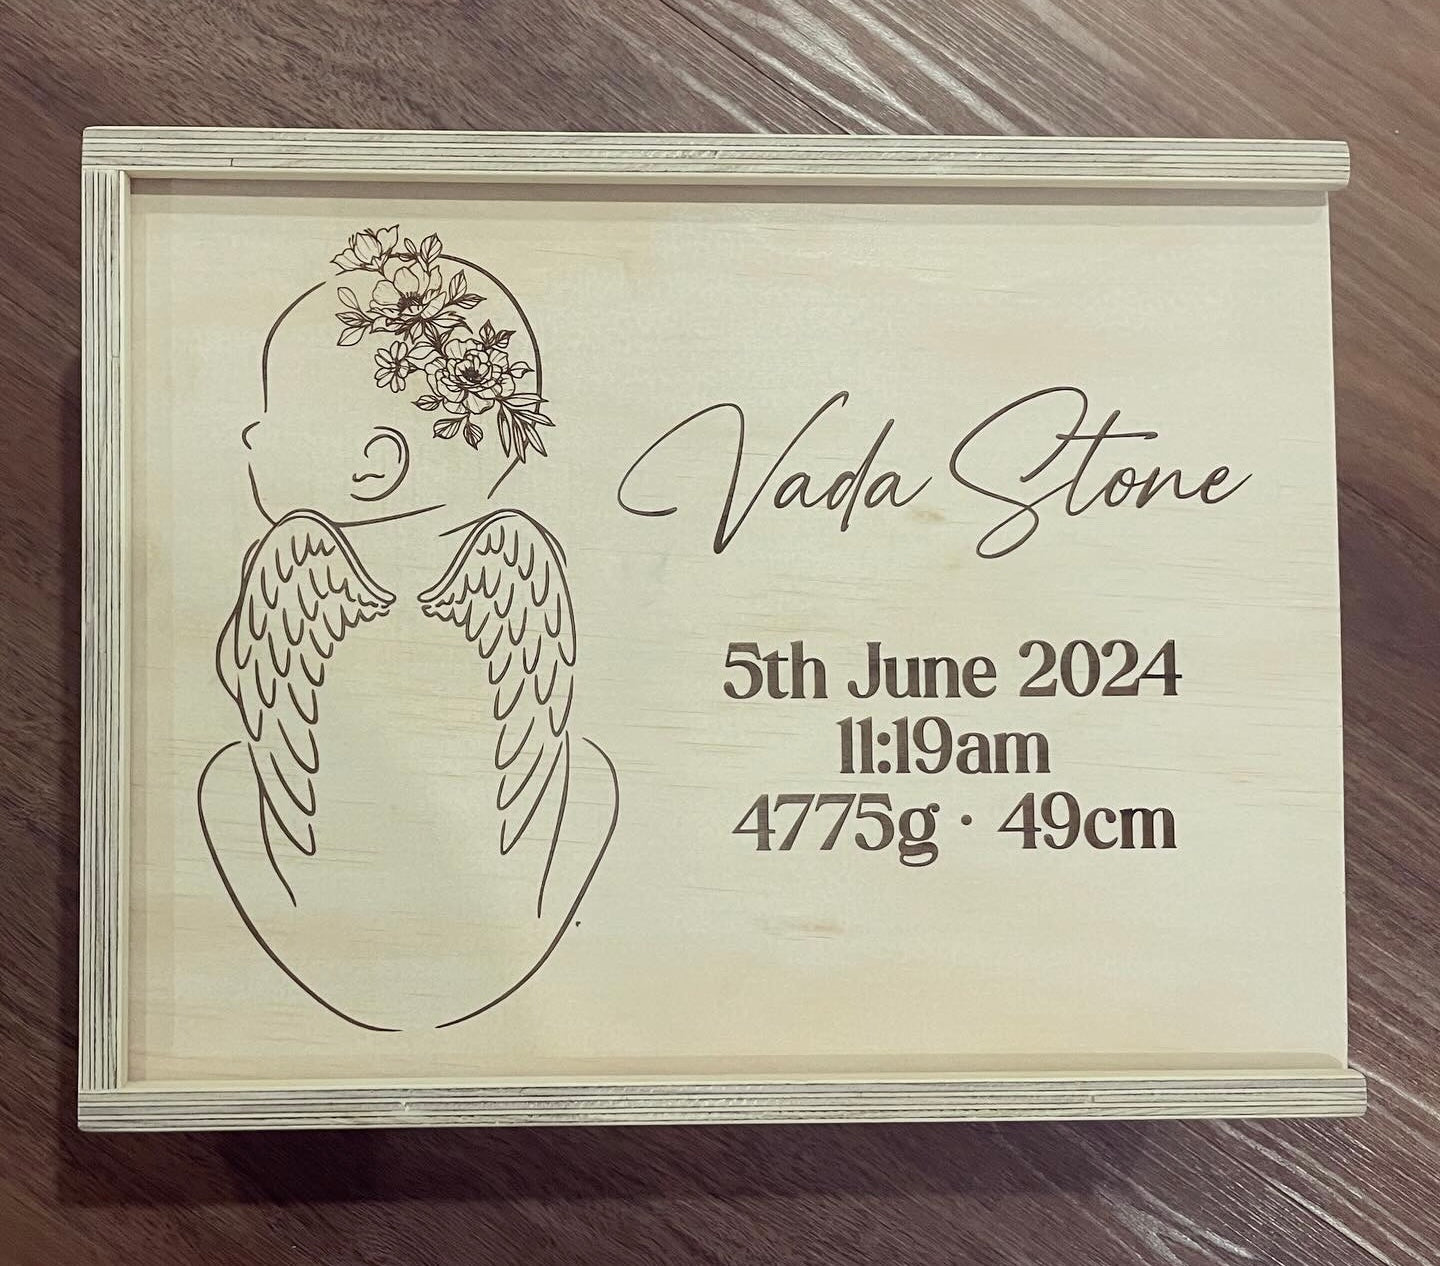 Vada Stone
5th June 2024
11:19am
4775g · 49cm